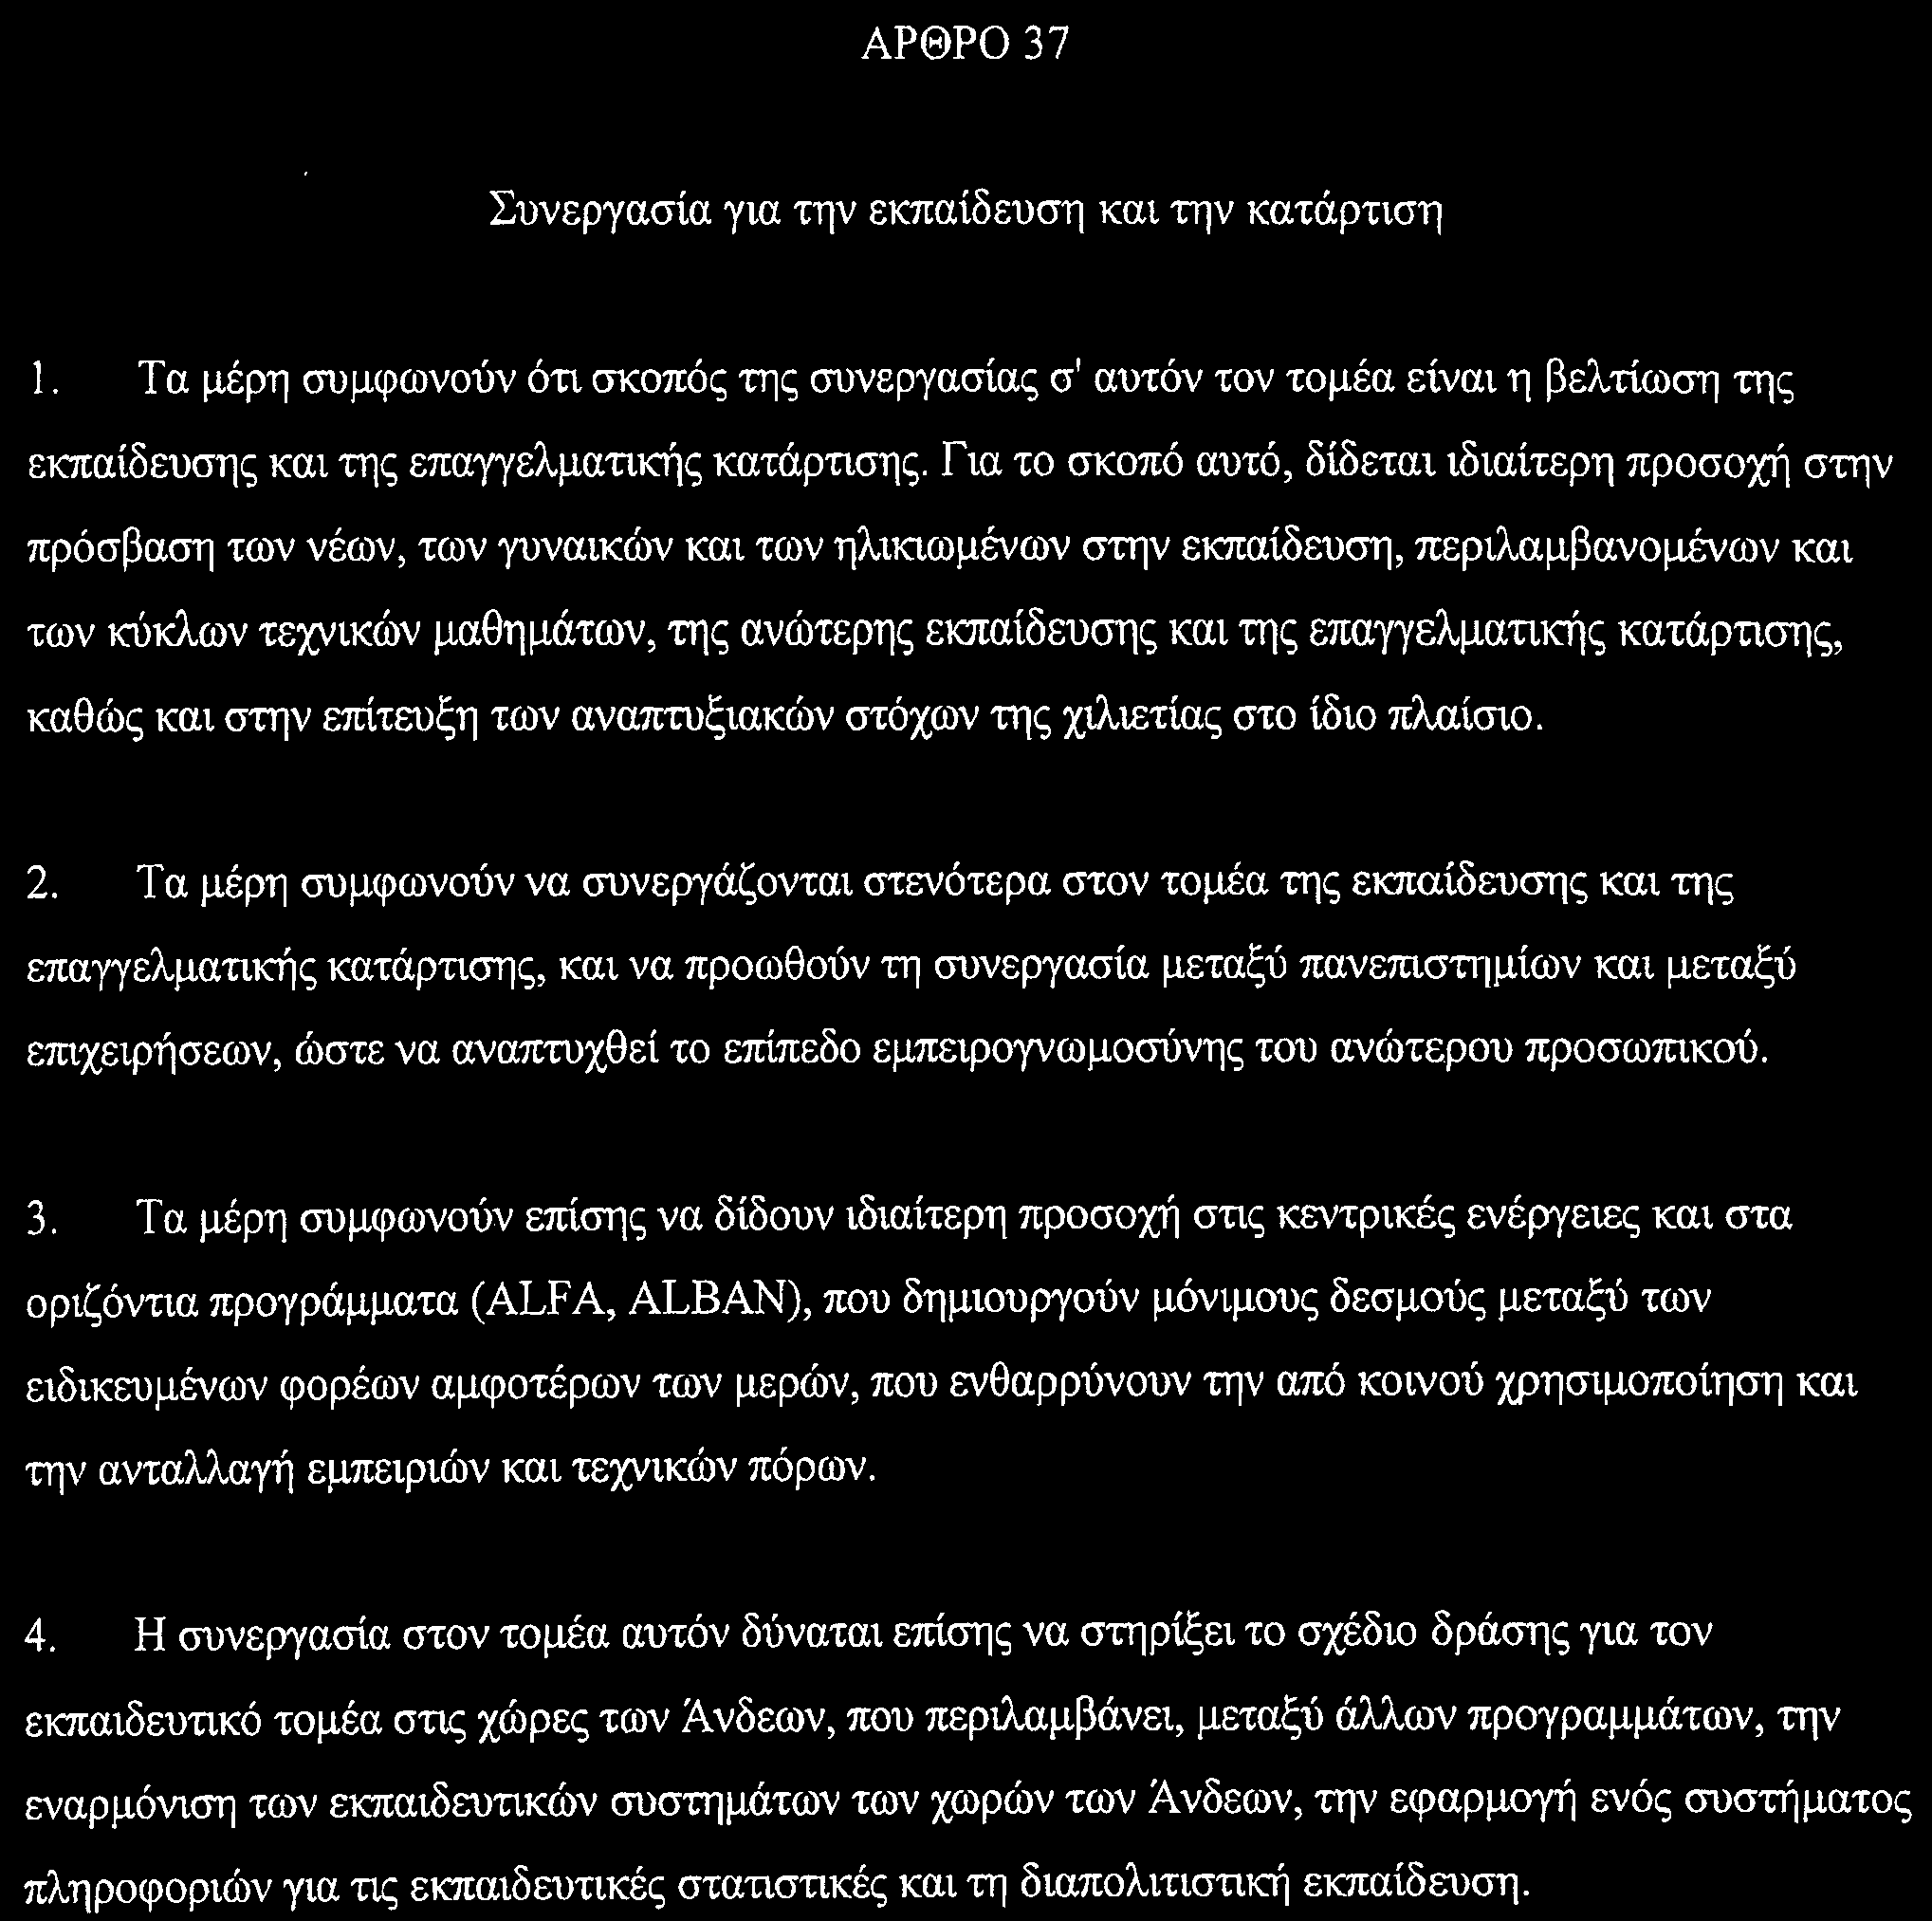 ΑΡΘΡΟ 37
Συνεργασία για την εκπαίδευση και την κατάρτιση
1. Τα μέρη συμφωνούν ότι σκοπός της συνεργασίας σ' αυτόν τον τομέα είναι η βελτίωση της
εκπαίδευσης και της επαγγελματικής κατάρτισης. Για το σκοπό αυτό, δίδεται ιδιαίτερη προσοχή στην
πρόσβαση των νέων, των γυναικών και των ηλικιωμένων στην εκπαίδευση, περιλαμβανομένων και
των κύκλων τεχνικών μαθημάτων, της ανώτερης εκπαίδευσης και της επαγγελματικής κατάρτισης,
καθώς και στην επίτευξη των αναπτυξιακών στόχων της χιλιετίας στο ίδιο πλαίσιο.
2. Τα μέρη συμφωνούν να συνεργάζονται στενότερα στον τομέα της εκπαίδευσης και της
επαγγελματικής κατάρτισης, και να προωθούν τη συνεργασία μεταξύ πανεπιστημίων και μεταξύ
επιχειρήσεων, ώστε να αναπτυχθεί το επίπεδο εμπειρογνωμοσύνης του ανώτερου προσωπικού.
3. Τα μέρη συμφωνούν επίσης να δίδουν ιδιαίτερη προσοχή στις κεντρικές ενέργειες και στα
οριζόντια προγράμματα (ALFA, ALBAN), που δημιουργούν μόνιμους δεσμούς μεταξύ των
ειδικευμένων φορέων αμφοτέρων των μερών, που ενθαρρύνουν την από κοινού χρησιμοποίηση και
την ανταλλαγή εμπειριών και τεχνικών πόρων.
4. Η συνεργασία στον τομέα αυτόν δύναται επίσης να στηρίξει το σχέδιο δράσης για τον
εκπαιδευτικό τομέα στις χώρες των Άνδεων, που περιλαμβάνει, μεταξύ άλλων προγραμμάτων, την
εναρμόνιση των εκπαιδευτικών συστημάτων των χωρών των Άνδεων, την εφαρμογή ενός συστήματος
πληροφοριών για τις εκπαιδευτικές στατιστικές και τη διαπολιτιστική εκπαίδευση.